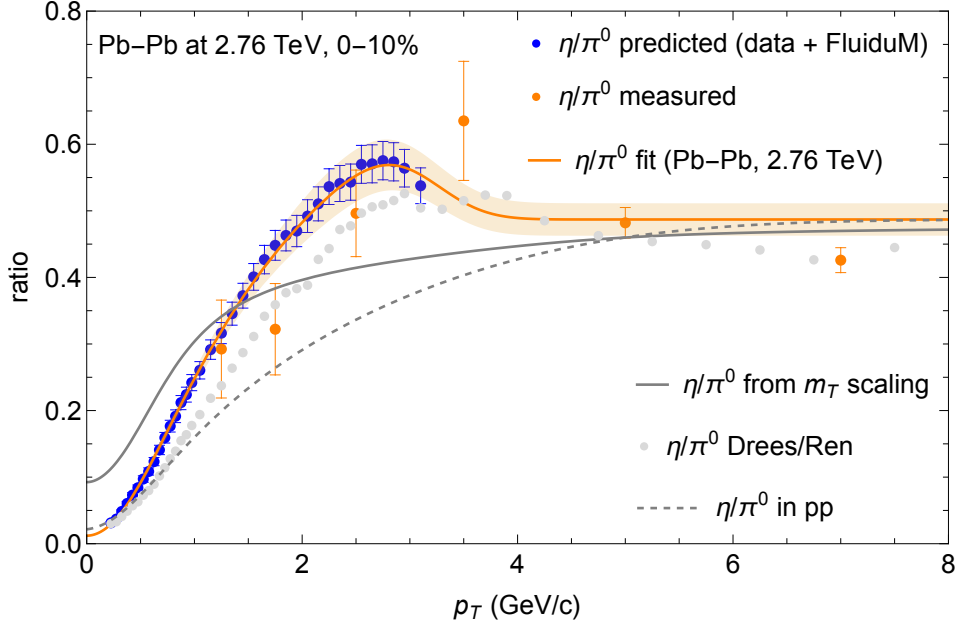 Pb–Pb at 2.76 TeV, 0–10%
η/π⁰ predicted (data + FluiduM)
η/π⁰ measured
η/π⁰ fit (Pb–Pb, 2.76 TeV)
η/π⁰ from m_T scaling
η/π⁰ Drees/Ren
η/π⁰ in pp
ratio
0.8
0.6
0.4
0.2
0.0
0 2 4 6 8
p_T (GeV/c)